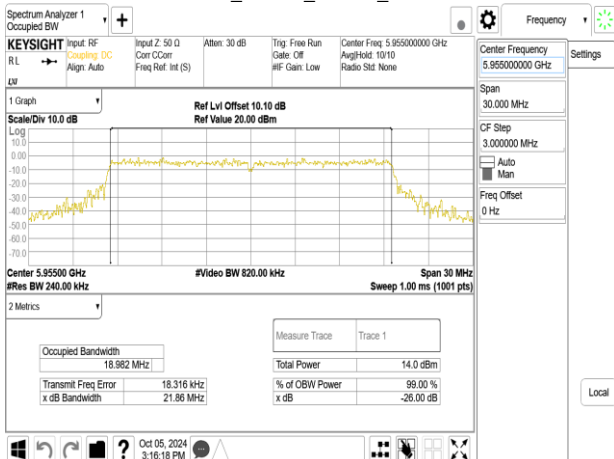 Spectrum Analyzer 1
Occupied BW
+
Frequency
KEYSIGHT
RL
LXI
Input: RF
Coupling: DC
Align: Auto
Input Z: 50 Ω
Corr CCorr
Freq Ref: Int (S)
Atten: 30 dB
Trig: Free Run
Gate: Off
#IF Gain: Low
Center Freq: 5.955000000 GHz
Avg|Hold: 10/10
Radio Std: None
Center Frequency
5.955000000 GHz
Settings
Span
30.000 MHz
CF Step
3.000000 MHz
Auto
Man
Freq Offset
0 Hz
Local
1 Graph
Scale/Div 10.0 dB
Ref Lvl Offset 10.10 dB
Ref Value 20.00 dBm
Log
10.0
0.00
-10.0
-20.0
-30.0
-40.0
-50.0
-60.0
-70.0
Center 5.95500 GHz
#Video BW 820.00 kHz
Span 30 MHz
#Res BW 240.00 kHz
Sweep 1.00 ms (1001 pts)
2 Metrics
Measure Trace
Trace 1
Occupied Bandwidth
18.982 MHz
Total Power
14.0 dBm
Transmit Freq Error
18.316 kHz
% of OBW Power
99.00 %
x dB Bandwidth
21.86 MHz
x dB
-26.00 dB
?
Oct 05, 2024
3:16:18 PM